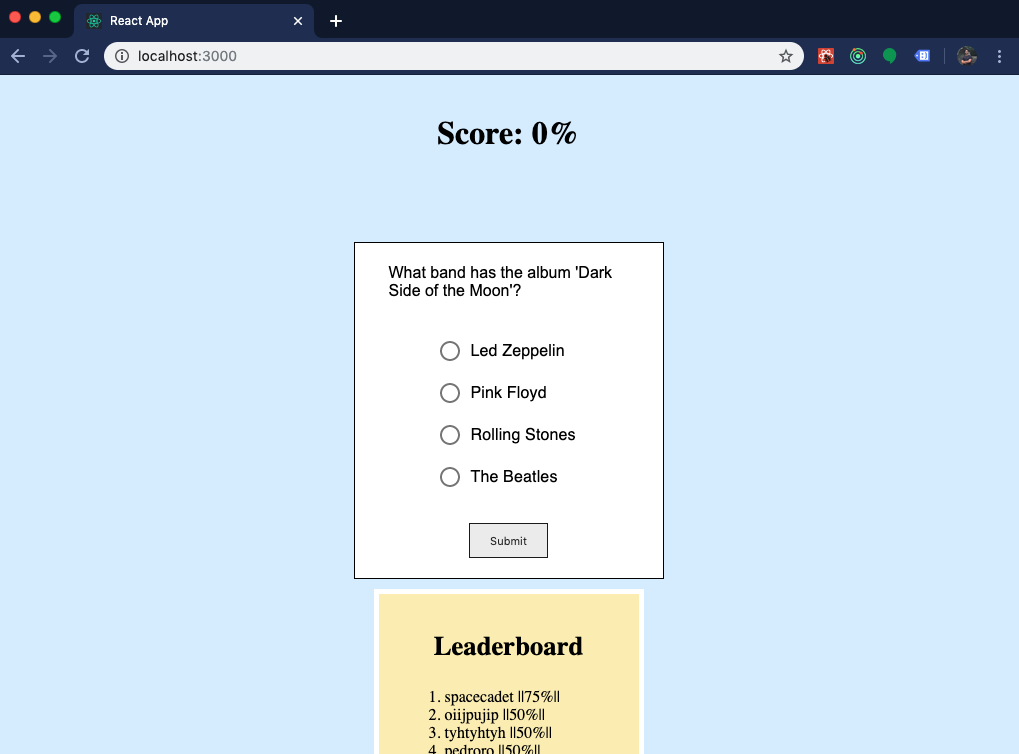 React App
localhost:3000
Score: 0%
What band has the album 'Dark
Side of the Moon'?
Led Zeppelin
Pink Floyd
Rolling Stones
The Beatles
Submit
Leaderboard
1. spacecadet ||75%||
2. oiijpujip ||50%||
3. tyhtyhtyh ||50%||
4. pedroro ||50%||